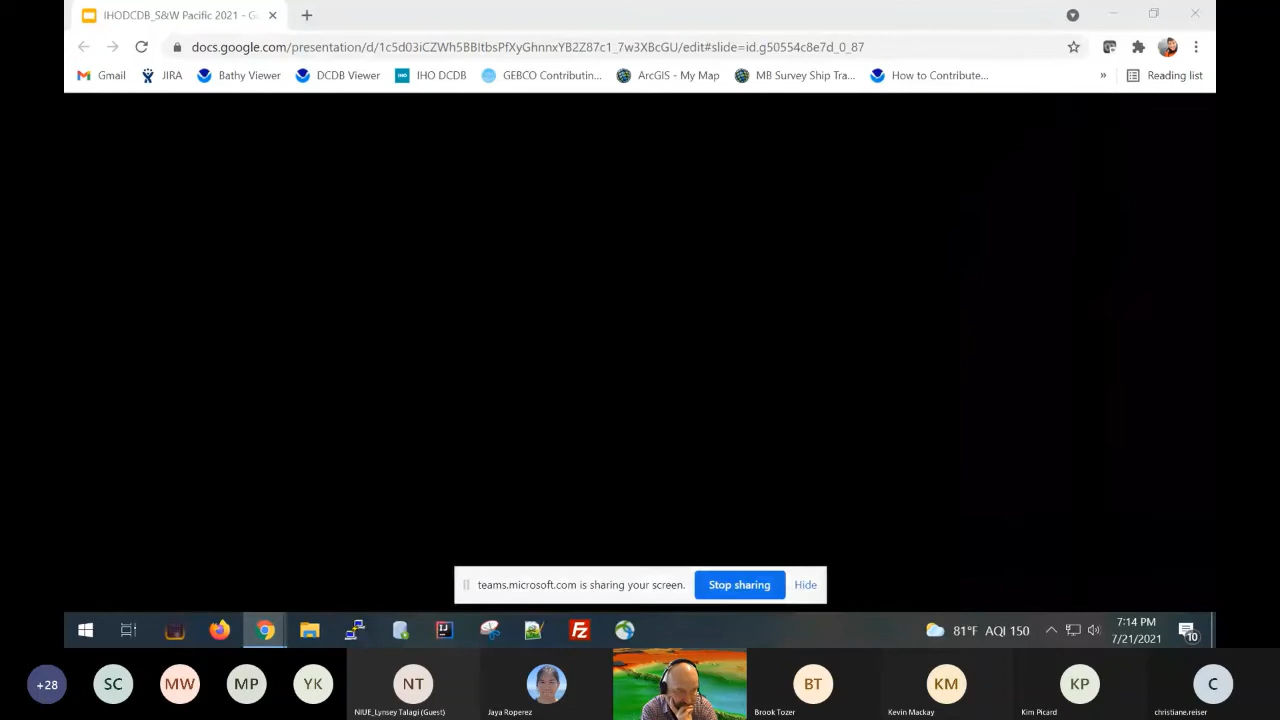 IHODCDB_S&W Pacific 2021 - G
docs.google.com/presentation/d/1c5d03iCZWh5BBItbsPfXyGhnnxYB2Z87c1_7w3XBcGU/edit#slide=id.g50554c8e7d_0_87
Gmail JIRA Bathy Viewer DCDB Viewer IHO IHO DCDB GEBCO Contributin... ArcGIS - My Map MB Survey Ship Tra... How to Contribute... » Reading list
teams.microsoft.com is sharing your screen. Stop sharing Hide
81°F AQI 150 7:14 PM
7/21/2021 10
+28 SC MW MP YK NT BT KM KP C
NIUE_Lynsey Talagi (Guest) Jaya Roperez Brook Tozer Kevin Mackay Kim Picard christiane.reiser